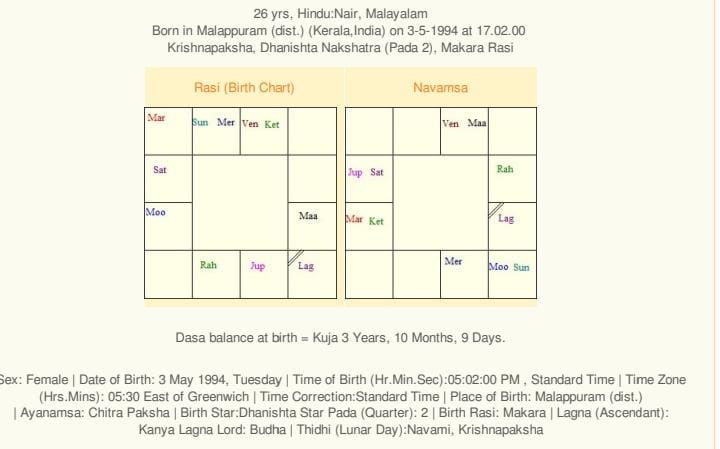 26 yrs, Hindu:Nair, Malayalam
Born in Malappuram (dist.) (Kerala,India) on 3-5-1994 at 17.02.00
Krishnapaksha, Dhanishta Nakshatra (Pada 2), Makara Rasi
Rasi (Birth Chart) Navamsa
Mar Sun Mer Ven Ket Ven Maa
Sat Jup Sat Rah
Moo Maa Mar Ket Lag
Rah Jup Lag Mer Moo Sun
Dasa balance at birth = Kuja 3 Years, 10 Months, 9 Days.
Sex: Female | Date of Birth: 3 May 1994, Tuesday | Time of Birth (Hr.Min.Sec):05:02:00 PM , Standard Time | Time Zone
(Hrs.Mins): 05:30 East of Greenwich | Time Correction:Standard Time | Place of Birth: Malappuram (dist.)
| Ayanamsa: Chitra Paksha | Birth Star:Dhanishta Star Pada (Quarter): 2 | Birth Rasi: Makara | Lagna (Ascendant):
Kanya Lagna Lord: Budha | Thidhi (Lunar Day):Navami, Krishnapaksha